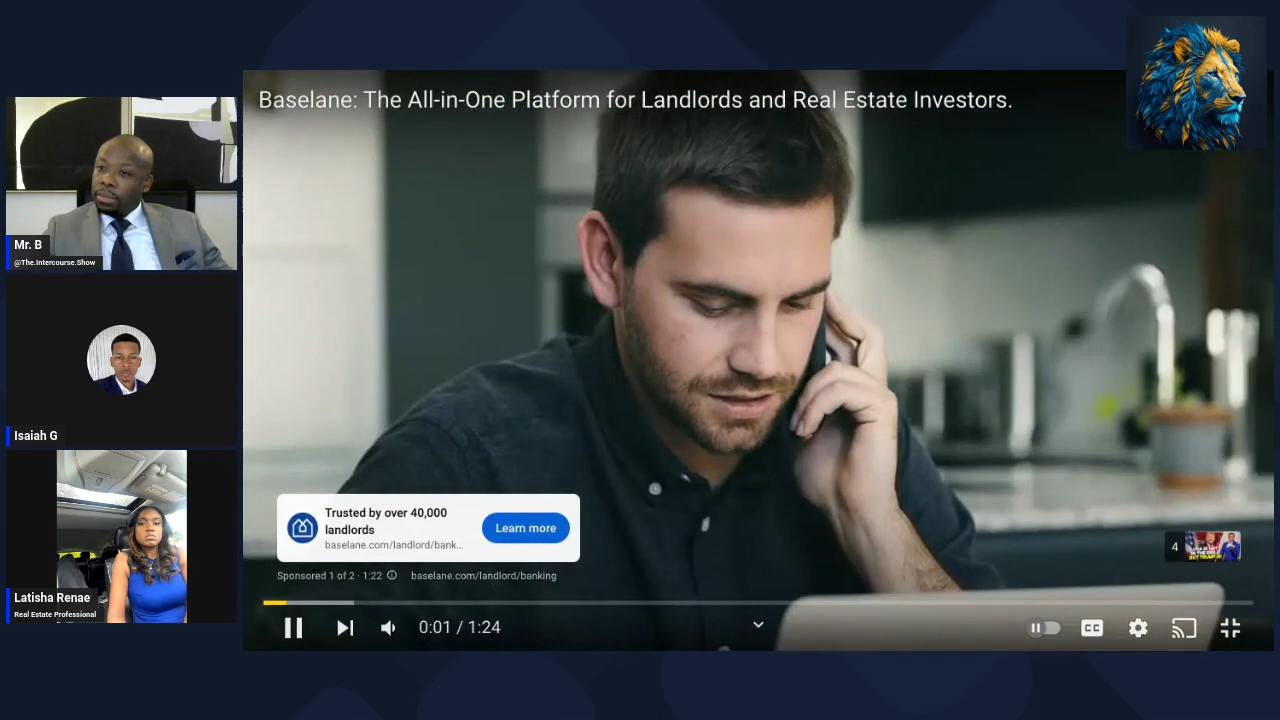 Baselane: The All-in-One Platform for Landlords and Real Estate Investors.
Mr. B
@The.Intercourse.Show
Isaiah G
Latisha Renae
Real Estate Professional
Trusted by over 40,000
landlords
baselane.com/landlord/bank...
Learn more
Sponsored 1 of 2 · 1:22
baselane.com/landlord/banking
4
0:01 / 1:24
CC